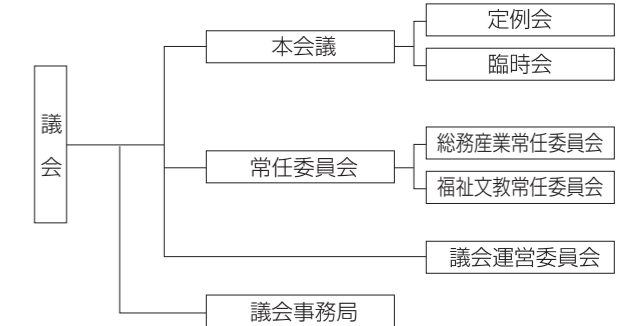 議会
本会議
定例会
臨時会
常任委員会
総務産業常任委員会
福祉文教常任委員会
議会運営委員会
議会事務局